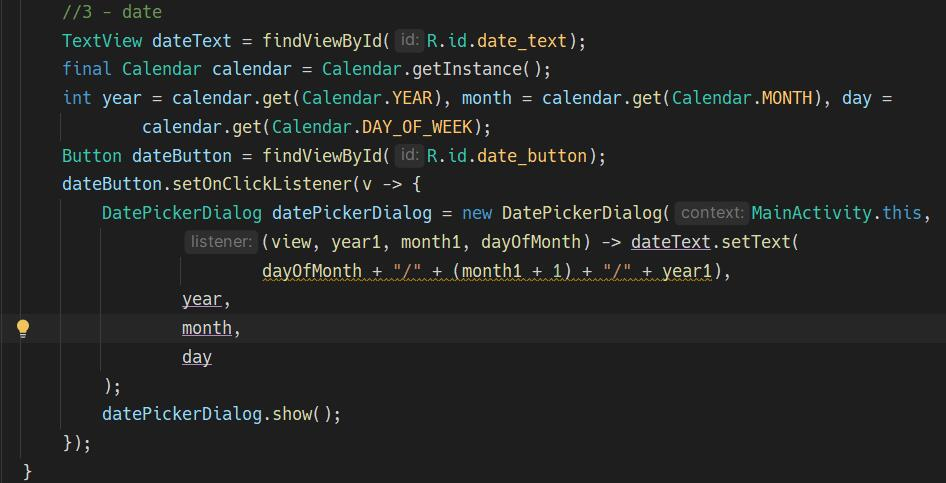 //3 - date
TextView dateText = findViewById( id: R.id.date_text);
final Calendar calendar = Calendar.getInstance();
int year = calendar.get(Calendar.YEAR), month = calendar.get(Calendar.MONTH), day =
calendar.get(Calendar.DAY_OF_WEEK);
Button dateButton = findViewById( id: R.id.date_button);
dateButton.setOnClickListener(v -> {
DatePickerDialog datePickerDialog = new DatePickerDialog( context: MainActivity.this,
listener: (view, year1, month1, dayOfMonth) -> dateText.setText(
dayOfMonth + "/" + (month1 + 1) + "/" + year1),
year,
month,
day
);
datePickerDialog.show();
});
}